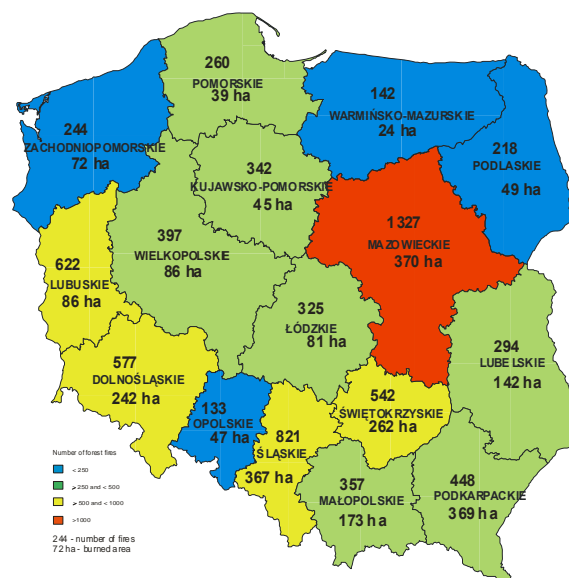 260
POMORSKIE
39 ha
142
WARMIŃSKO-MAZURSKIE
24 ha
244
ZACHODNIOPOMORSKIE
72 ha
218
PODLASKIE
49 ha
342
KUJAWSKO-POMORSKIE
45 ha
1327
MAZOWIECKIE
370 ha
397
WIELKOPOLSKIE
86 ha
622
LUBUSKIE
86 ha
325
ŁÓDZKIE
81 ha
294
LUBELSKIE
142 ha
577
DOLNOŚLĄSKIE
242 ha
542
ŚWIĘTOKRZYSKIE
262 ha
133
OPOLSKIE
47 ha
821
ŚLĄSKIE
367 ha
357
MAŁOPOLSKIE
173 ha
448
PODKARPACKIE
369 ha
Number of forest fires
< 250
⩾ 250 and < 500
⩾ 500 and < 1000
>1000
244 - number of fires
72 ha - burned area